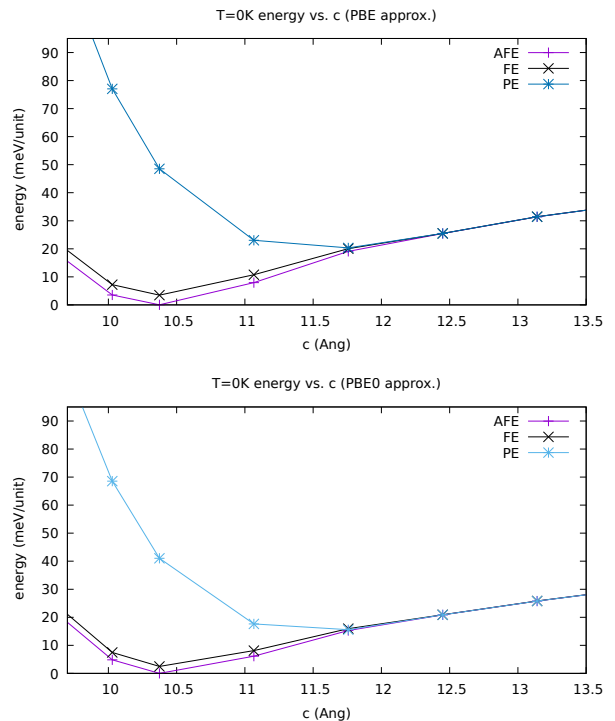 T=0K energy vs. c (PBE approx.)
AFE
FE
PE
energy (meV/unit)
90
80
70
60
50
40
30
20
10
0
10 10.5 11 11.5 12 12.5 13 13.5
c (Ang)
T=0K energy vs. c (PBE0 approx.)
AFE
FE
PE
energy (meV/unit)
90
80
70
60
50
40
30
20
10
0
10 10.5 11 11.5 12 12.5 13 13.5
c (Ang)